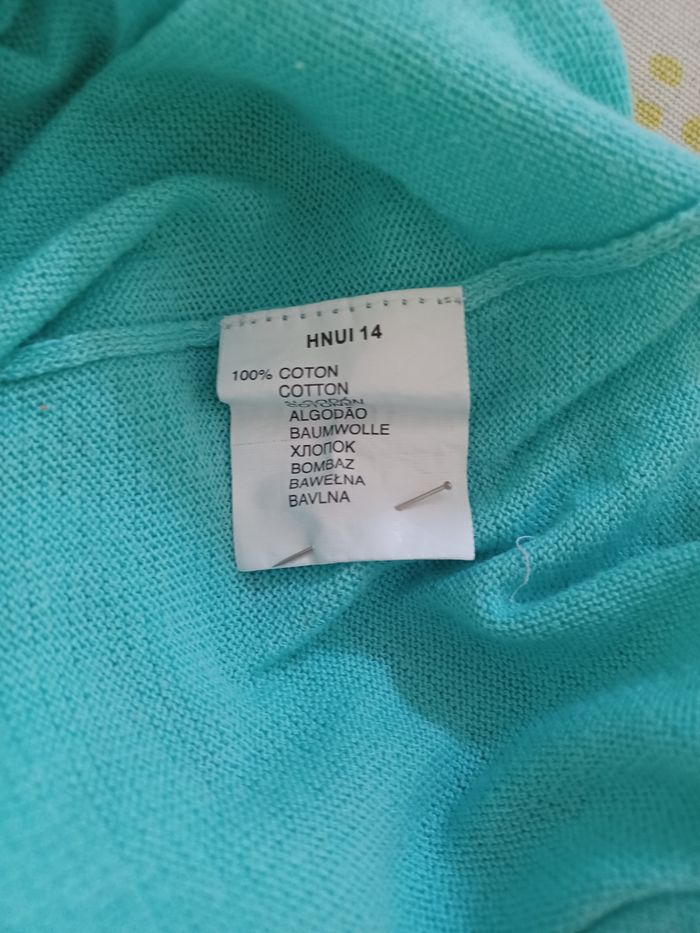 HNUI 14
100% COTON
COTTON
ALGODÃO
BAUMWOLLE
ХЛОПОК
BOMBAZ
BAWEŁNA
BAVLNA